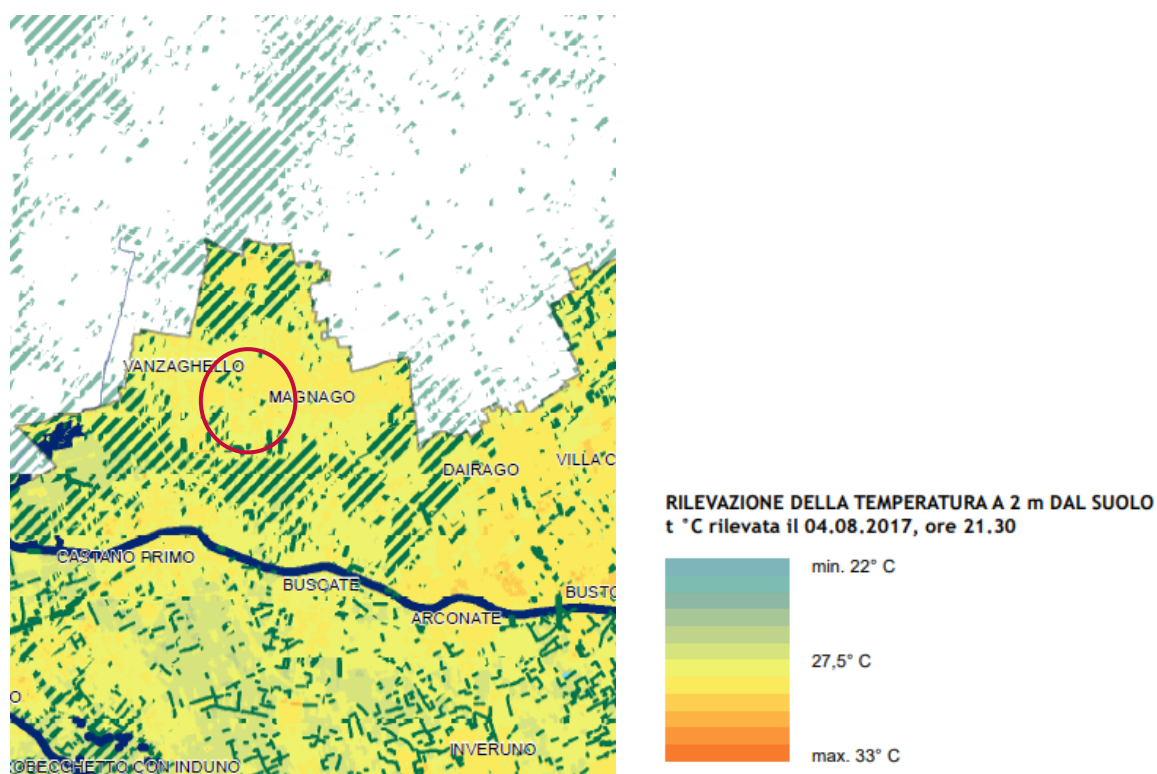 VANZAGHELLO
MAGNAGO
DAIRAGO
VILLA C
CASTANO PRIMO
BUSCATE
BUSTO
ARCONATE
O
INVERUNO
OBECCHETTO CON INDUNO
RILEVAZIONE DELLA TEMPERATURA A 2 m DAL SUOLO
t °C rilevata il 04.08.2017, ore 21.30
min. 22° C
27,5° C
max. 33° C